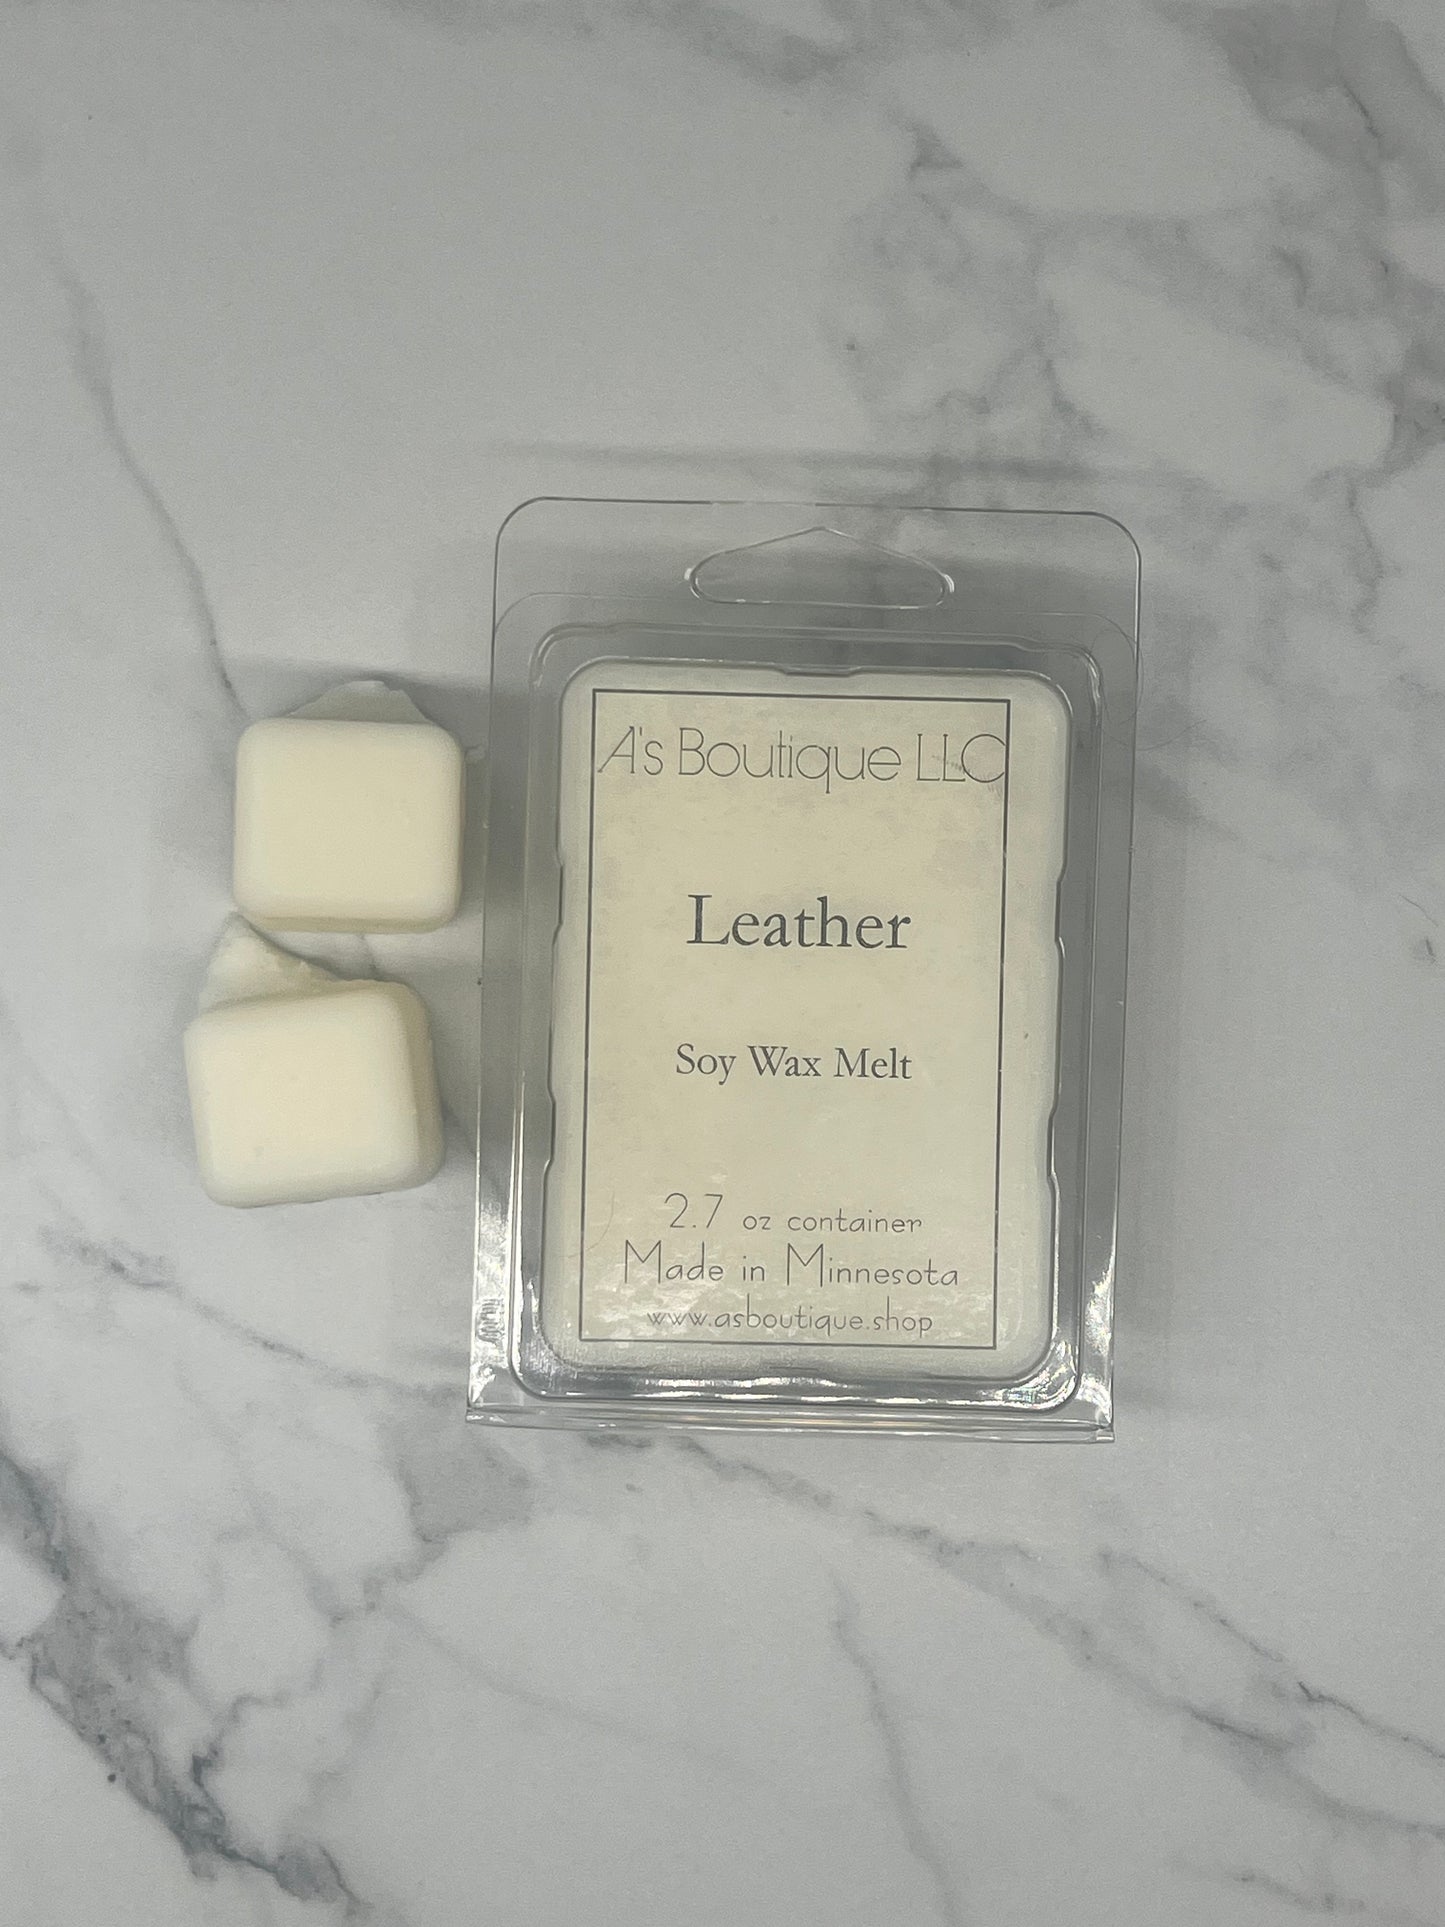 A's Boutique LLC
Leather
Soy Wax Melt
2.7 oz container
Made in Minnesota
www.asboutique.shop